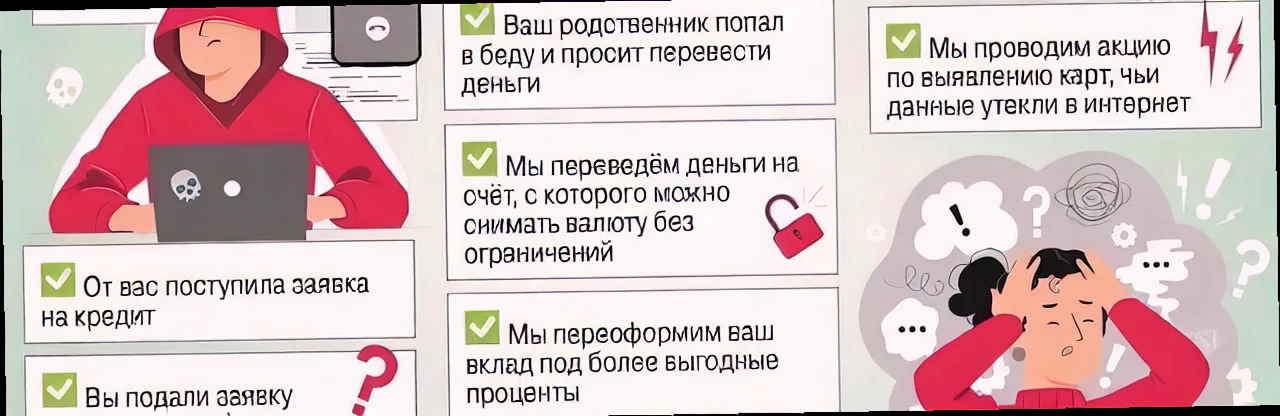 От вас поступила заявка
на кредит
Вы подали заявку
Ваш родственник попал
в беду и просит перевести
деньги
Мы переведём деньги на
счёт, с которого можно
снимать валюту без
ограничений
Мы переоформим ваш
вклад под более выгодные
проценты
Мы проводим акцию
по выявлению карт, чьи
данные утекли в интернет